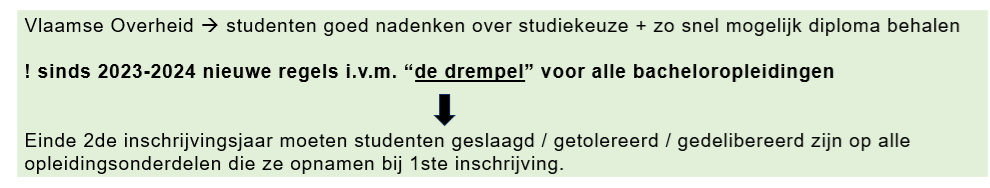 Vlaamse Overheid → studenten goed nadenken over studiekeuze + zo snel mogelijk diploma behalen
! sinds 2023-2024 nieuwe regels i.v.m. “de drempel” voor alle bacheloropleidingen
Einde 2de inschrijvingsjaar moeten studenten geslaagd / getolereerd / gedelibereerd zijn op alle
opleidingsonderdelen die ze opnamen bij 1ste inschrijving.